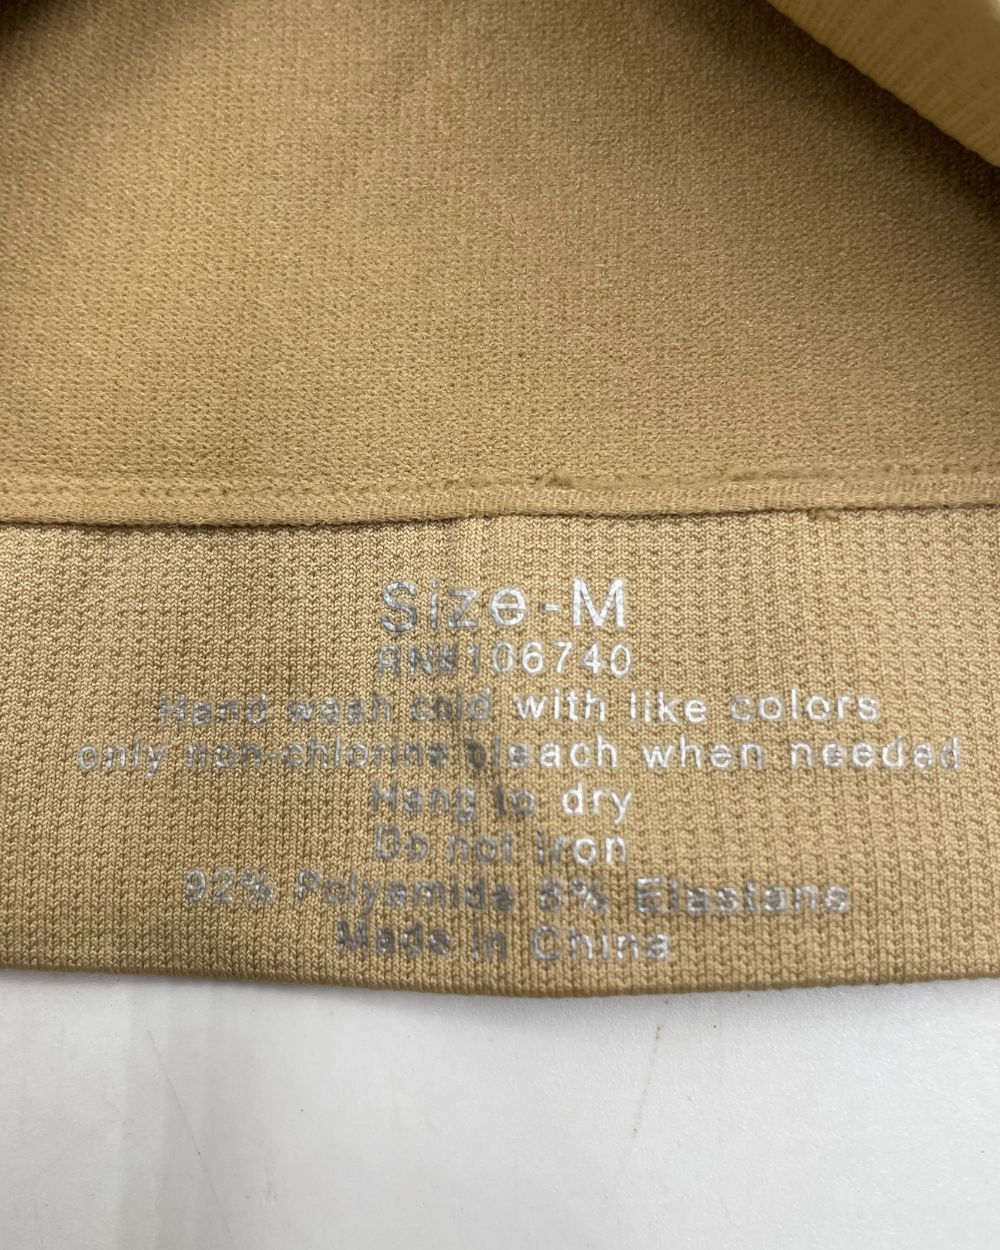 Size-M
RN#106740
Hand wash cold with like colors
only non-chlorine bleach when needed
Hang to dry
Do not iron
92% Polyamide 8% Elastane
Made in China